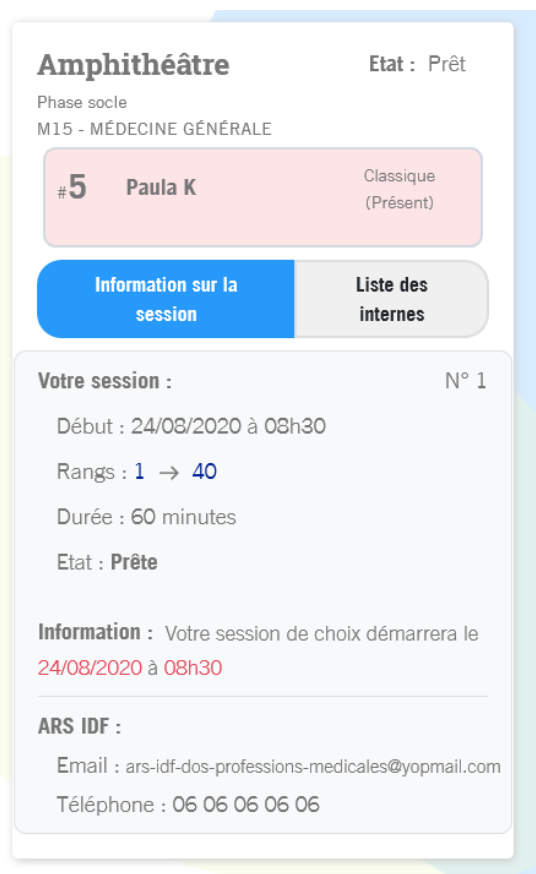 Amphithéâtre Etat : Prêt
Phase socle
M15 - MÉDECINE GÉNÉRALE
#5 Paula K Classique
(Présent)
Information sur la
session
Liste des
internes
Votre session : N° 1
Début : 24/08/2020 à 08h30
Rangs : 1 → 40
Durée : 60 minutes
Etat : Prête
Information : Votre session de choix démarrera le
24/08/2020 à 08h30
ARS IDF :
Email : ars-idf-dos-professions-medicales@yopmail.com
Téléphone : 06 06 06 06 06